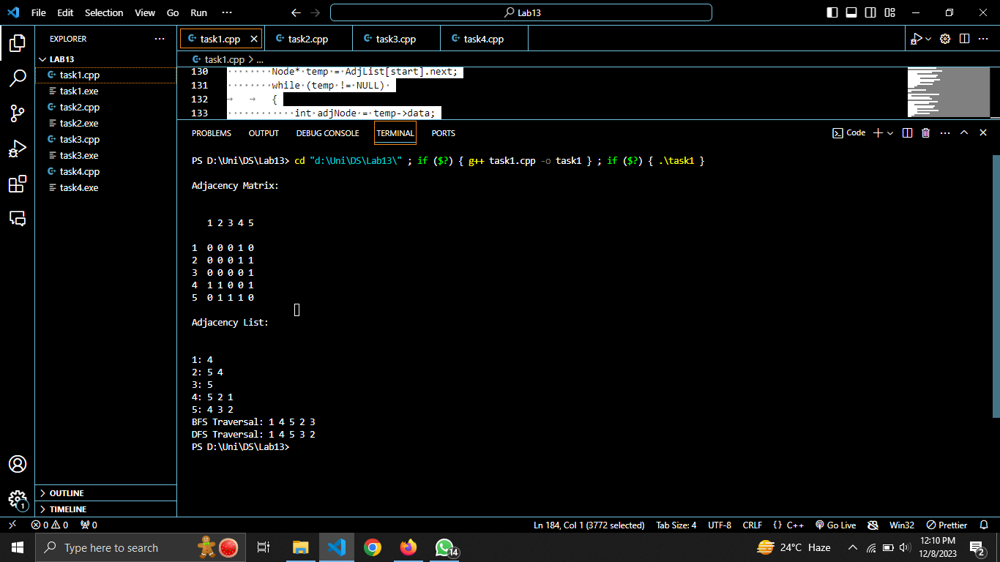 File Edit Selection View Go Run ··· Lab13
EXPLORER ···
LAB13
task1.cpp
task1.exe
task2.cpp
task2.exe
task3.cpp
task3.exe
task4.cpp
task4.exe
OUTLINE
TIMELINE
task1.cpp task2.cpp task3.cpp task4.cpp
task1.cpp > ...
130 Node* temp = AdjList[start].next;
131 while (temp != NULL)
132 {
133 int adjNode = temp->data;
PROBLEMS OUTPUT DEBUG CONSOLE TERMINAL PORTS Code
PS D:\Uni\DS\Lab13> cd "d:\Uni\DS\Lab13\" ; if ($?) { g++ task1.cpp -o task1 } ; if ($?) { .\task1 }
Adjacency Matrix:
1 2 3 4 5
1 0 0 0 1 0
2 0 0 0 1 1
3 0 0 0 0 1
4 1 1 0 0 1
5 0 1 1 1 0
Adjacency List:
1: 4
2: 5 4
3: 5
4: 5 2 1
5: 4 3 2
BFS Traversal: 1 4 5 2 3
DFS Traversal: 1 4 5 3 2
PS D:\Uni\DS\Lab13>
1
0 0 0 Ln 184, Col 1 (3772 selected) Tab Size: 4 UTF-8 CRLF {} C++ Go Live Win32 Prettier
Type here to search 14 24°C Haze 12:10 PM
12/8/2023 2